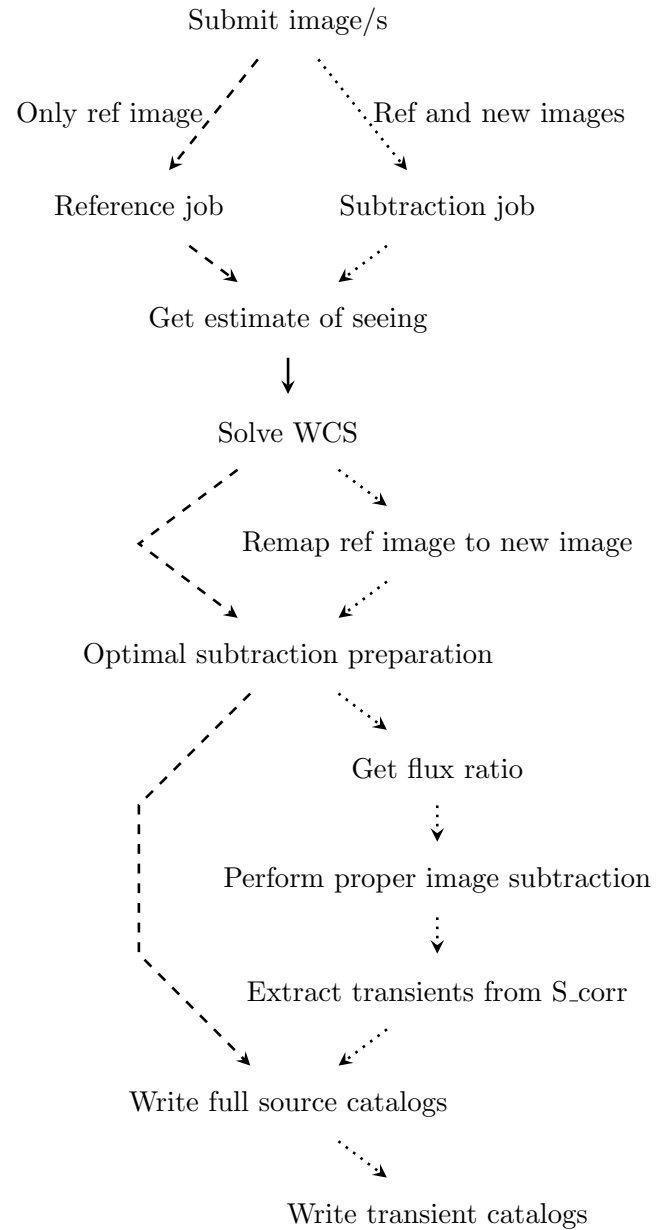 Submit image/s
Only ref image
Ref and new images
Reference job
Subtraction job
Get estimate of seeing
Solve WCS
Remap ref image to new image
Optimal subtraction preparation
Get flux ratio
Perform proper image subtraction
Extract transients from S_corr
Write full source catalogs
Write transient catalogs